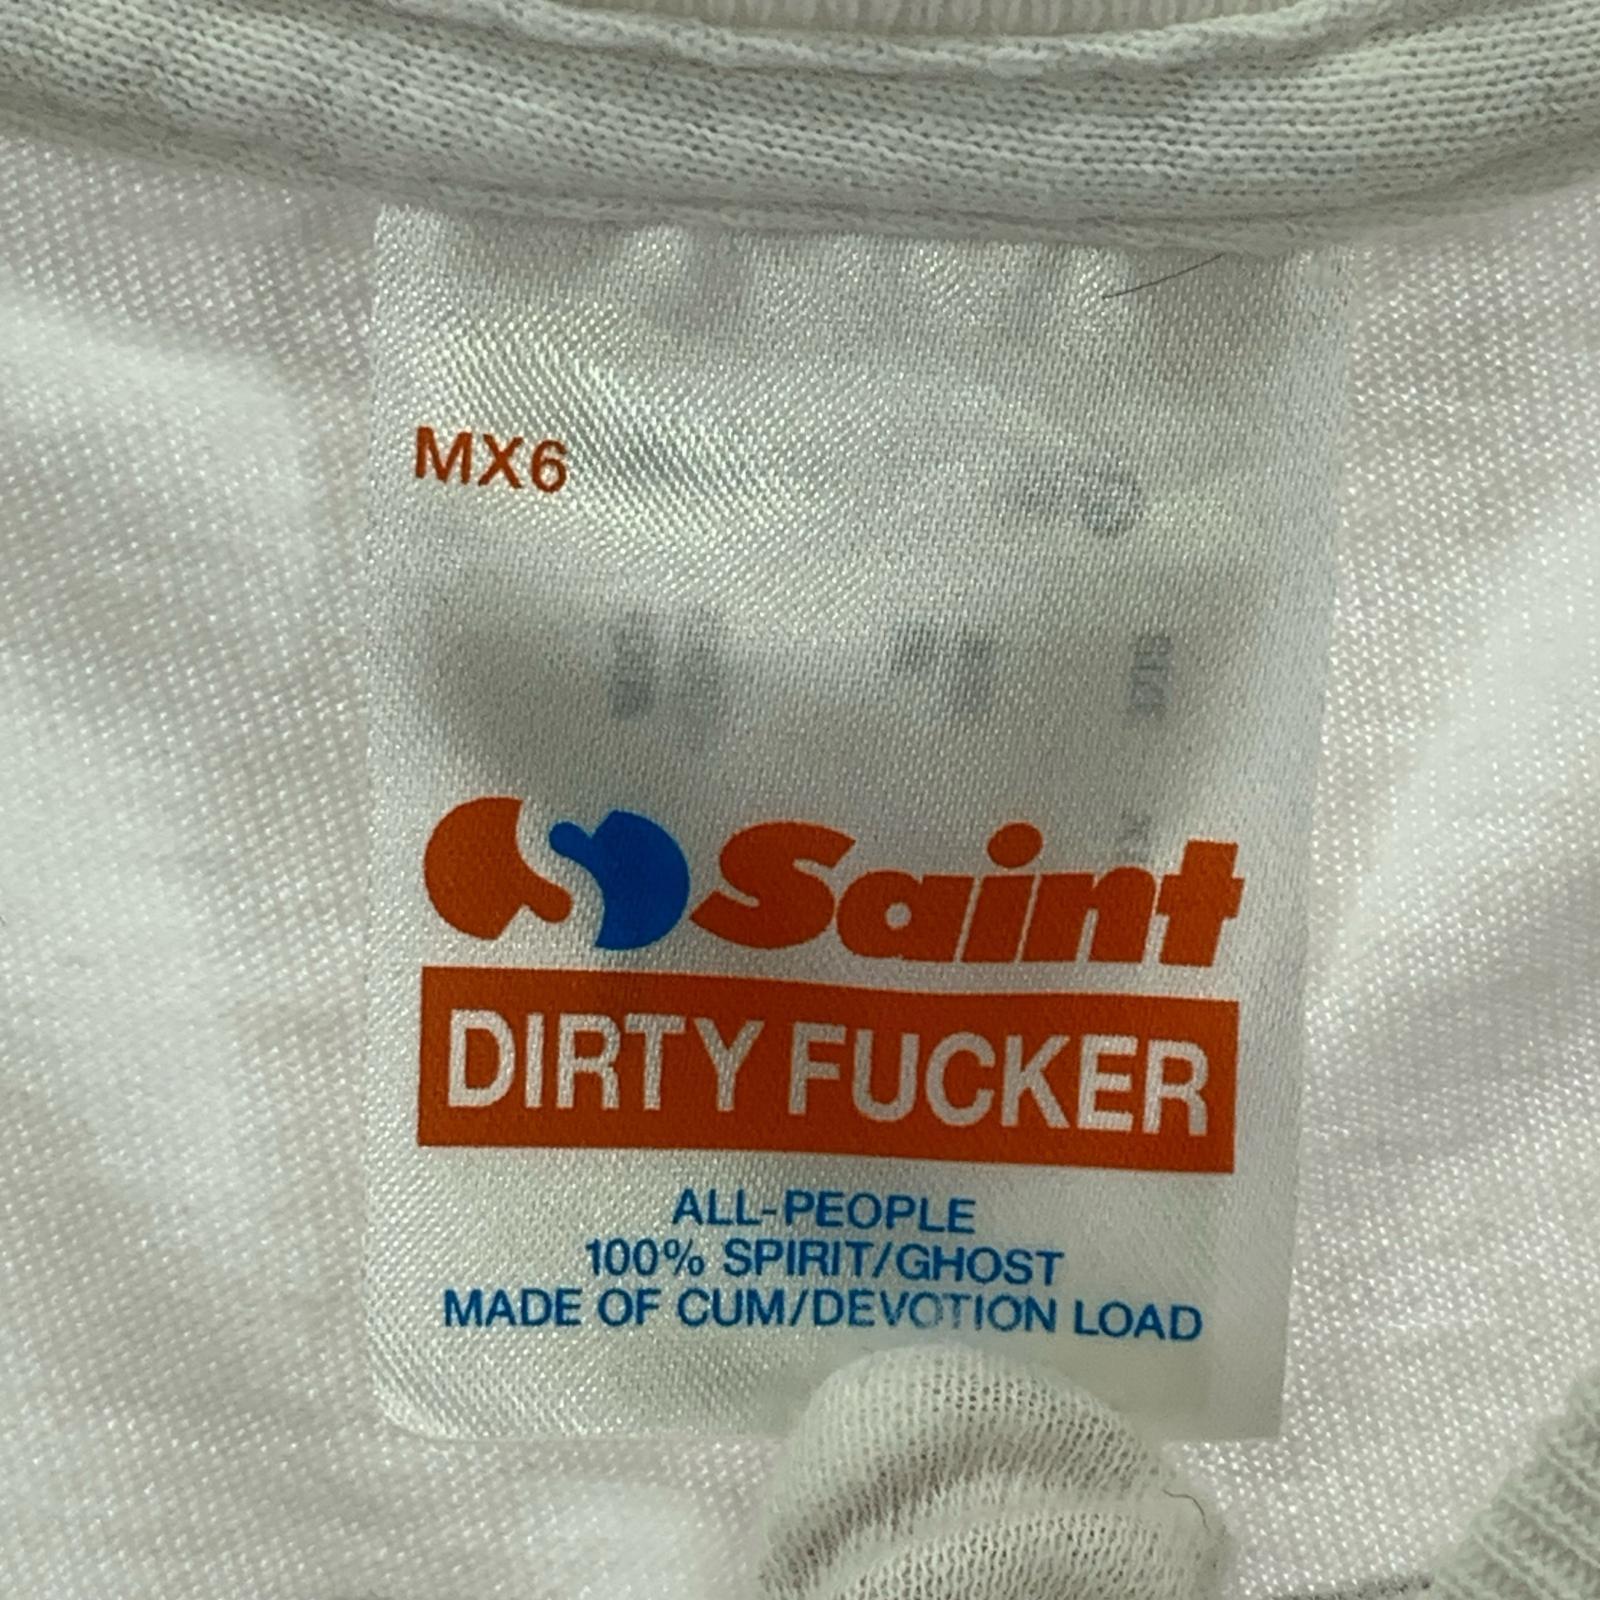 MX6
Saint
DIRTY FUCKER
ALL-PEOPLE
100% SPIRIT/GHOST
MADE OF CUM/DEVOTION LOAD